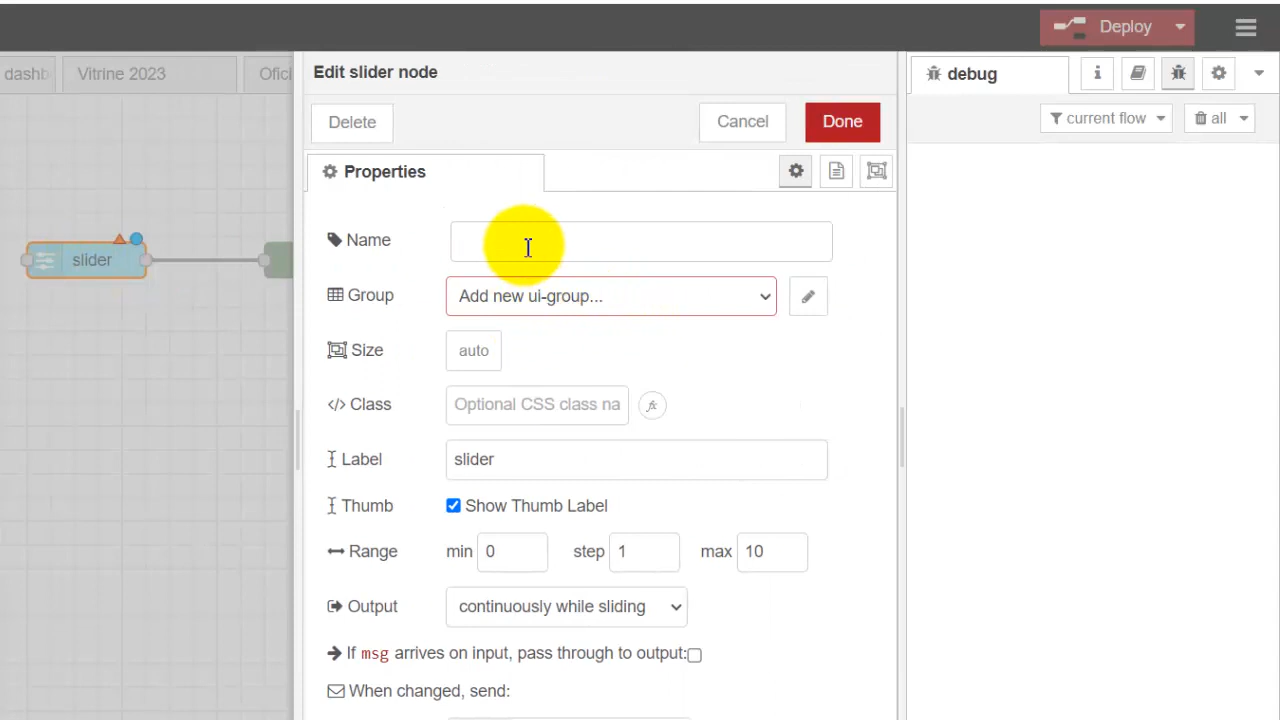 Deploy
dashb
Vitrine 2023
Ofici
Edit slider node
debug
Delete
Cancel
Done
current flow
all
Properties
Name
slider
Group
Add new ui-group...
Size
auto
</> Class
Optional CSS class na
fx
Label
slider
Thumb
Show Thumb Label
Range
min 0 step 1 max 10
Output
continuously while sliding
If msg arrives on input, pass through to output:
When changed, send: